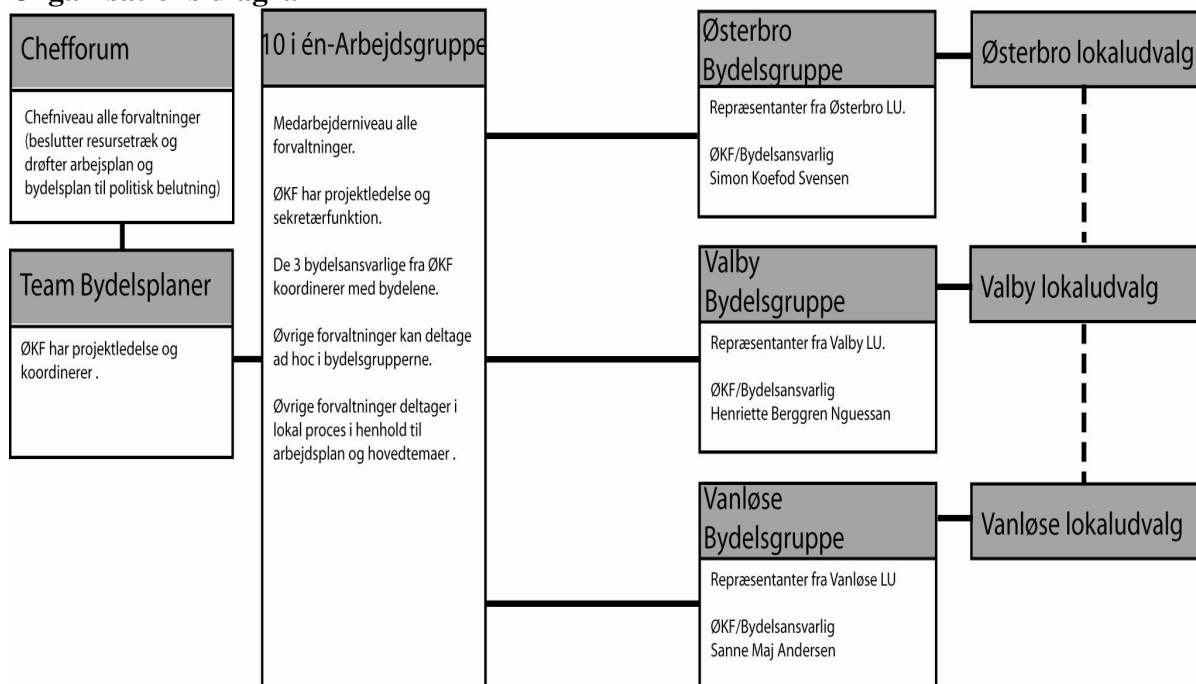 Organisationsdiagram
Chefforum
Chefniveau alle forvaltninger
(beslutter resursetræk og
drøfter arbejsplan og
bydelsplan til politisk belutning)
Team Bydelsplaner
ØKF har projektledelse og
koordinerer .
10 i én-Arbejdsgruppe
Medarbejderniveau alle
forvaltninger.
ØKF har projektledelse og
sekretærfunktion.
De 3 bydelsansvarlige fra ØKF
koordinerer med bydelene.
Øvrige forvaltninger kan deltage
ad hoc i bydelsgrupperne.
Øvrige forvaltninger deltager i
lokal proces i henhold til
arbejdsplan og hovedtemaer .
Østerbro
Bydelsgruppe
Repræsentanter fra Østerbro LU.
ØKF/Bydelsansvarlig
Simon Koefod Svensen
Østerbro lokaludvalg
Valby
Bydelsgruppe
Repræsentanter fra Valby LU.
ØKF/Bydelsansvarlig
Henriette Berggren Nguessan
Valby lokaludvalg
Vanløse
Bydelsgruppe
Repræsentanter fra Vanløse LU
ØKF/Bydelsansvarlig
Sanne Maj Andersen
Vanløse lokaludvalg